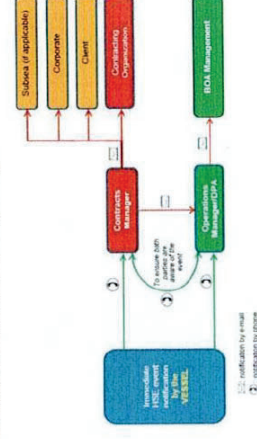 Subsea (if applicable)
Corporate
Client
Contracting
Organisation
Contracts
Manager
BOA Management
Operations
Manager/DPA
To ensure both
parties are
aware of the
event
Immediate
HSE event
notification
by the
VESSEL
: notification by e-mail
: notification by phone